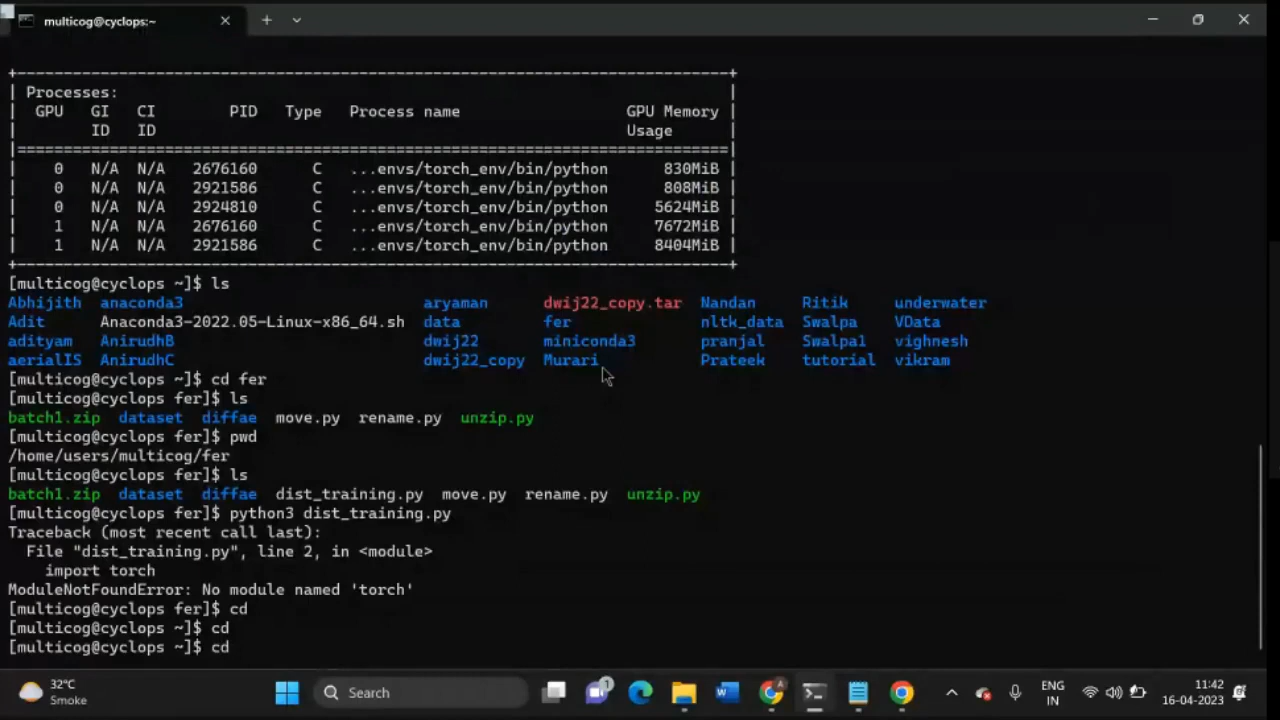 multicog@cyclops:~
Processes:
GPU GI CI PID Type Process name GPU Memory
ID ID Usage
0 N/A N/A 2676160 C ...envs/torch_env/bin/python 830MiB
0 N/A N/A 2921586 C ...envs/torch_env/bin/python 808MiB
0 N/A N/A 2924810 C ...envs/torch_env/bin/python 5624MiB
1 N/A N/A 2676160 C ...envs/torch_env/bin/python 7672MiB
1 N/A N/A 2921586 C ...envs/torch_env/bin/python 8404MiB
[multicog@cyclops ~]$ ls
Abhijith anaconda3 aryaman dwij22_copy.tar Nandan Ritik underwater
Adit Anaconda3-2022.05-Linux-x86_64.sh data fer nltk_data Swalpa VData
adityam AnirudhB dwij22 miniconda3 pranjal Swalpa1 vighnesh
aerialIS AnirudhC dwij22_copy Murari Prateek tutorial vikram
[multicog@cyclops ~]$ cd fer
[multicog@cyclops fer]$ ls
batch1.zip dataset diffae move.py rename.py unzip.py
[multicog@cyclops fer]$ pwd
/home/users/multicog/fer
[multicog@cyclops fer]$ ls
batch1.zip dataset diffae dist_training.py move.py rename.py unzip.py
[multicog@cyclops fer]$ python3 dist_training.py
Traceback (most recent call last):
File "dist_training.py", line 2, in <module>
import torch
ModuleNotFoundError: No module named 'torch'
[multicog@cyclops fer]$ cd
[multicog@cyclops ~]$ cd
[multicog@cyclops ~]$ cd
32°C
Smoke
Search
1
ENG
IN
11:42
16-04-2023